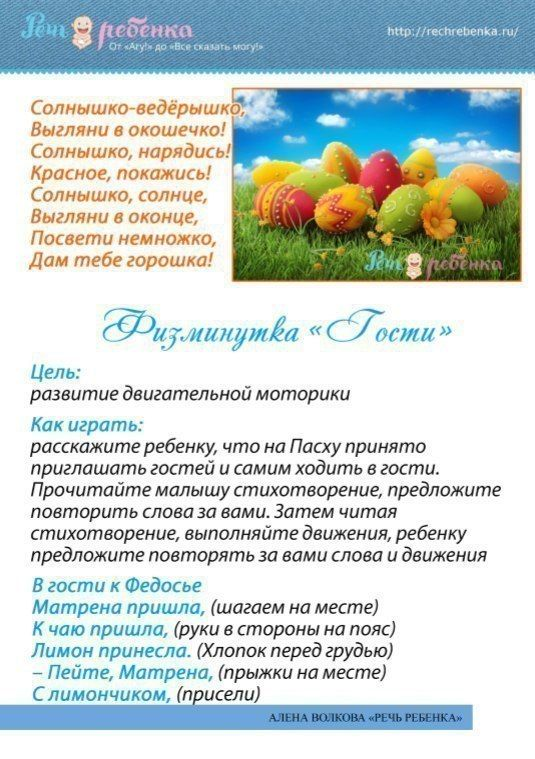 Речь ребенка
От «Агу!» до «Все сказать могу!»
http://rechrebenka.ru/
Солнышко-ведёрышко,
Выгляни в окошечко!
Солнышко, нарядись!
Красное, покажись!
Солнышко, солнце,
Выгляни в оконце,
Посвети немножко,
Дам тебе горошка!
Речь ребенка
Физминутка «Гости»
Цель:
развитие двигательной моторики
Как играть:
расскажите ребенку, что на Пасху принято
приглашать гостей и самим ходить в гости.
Прочитайте малышу стихотворение, предложите
повторить слова за вами. Затем читая
стихотворение, выполняйте движения, ребенку
предложите повторять за вами слова и движения
В гости к Федосье
Матрена пришла, (шагаем на месте)
К чаю пришла, (руки в стороны на пояс)
Лимон принесла. (Хлопок перед грудью)
– Пейте, Матрена, (прыжки на месте)
С лимончиком, (присели)
АЛЕНА ВОЛКОВА «РЕЧЬ РЕБЕНКА»